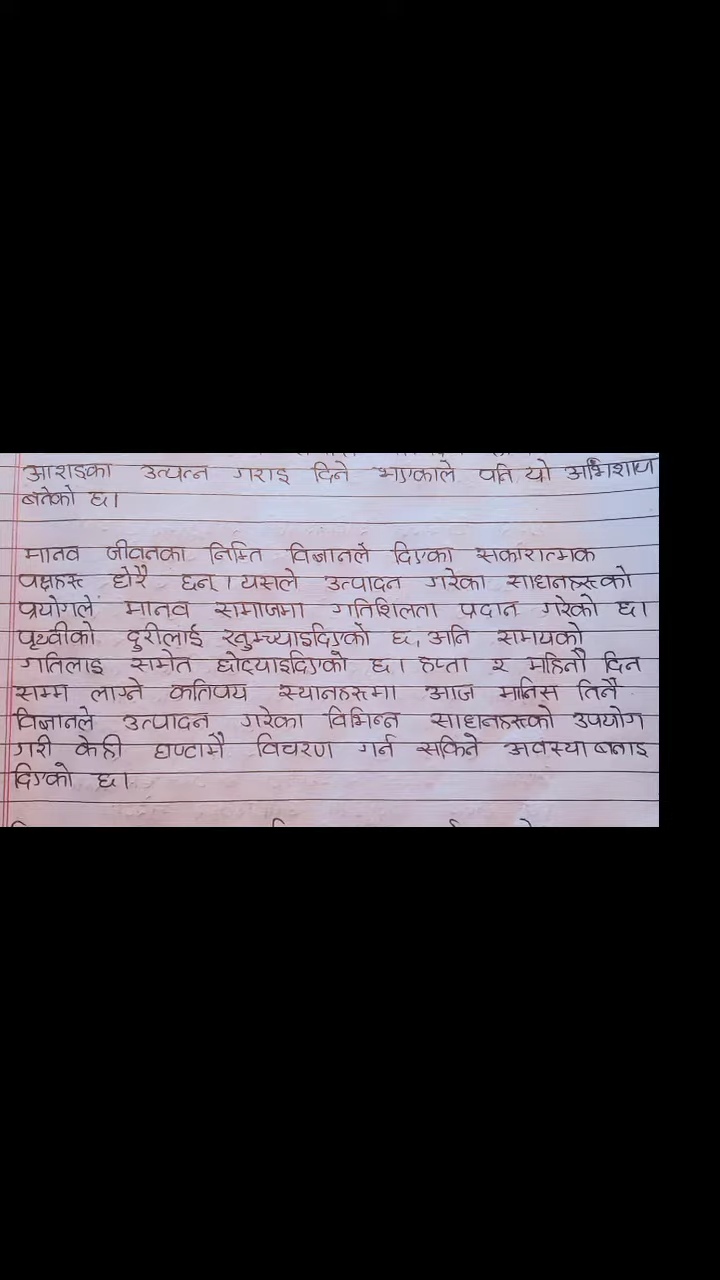 आशङ्का उत्पन्न गराइ दिने भएकाले पनि यो अभिशाप
बनेको छ।
मानव जीवनका निम्ति विज्ञानले दिएका सकारात्मक
पक्षहरु धेरै छन्। यसले उत्पादन गरेका साधनहरुको
प्रयोगले मानव समाजमा गतिशिलता प्रदान गरेको छ।
पृथ्वीको दुरीलाई खुम्च्याइदिएको छ, अनि समयको
गतिलाइ समेत छोट्याइदिएको छ। हप्ता र महिनौ दिन
सम्म लाग्ने कतिपय स्थानहरुमा आज मानिस तिनै
विज्ञानले उत्पादन गरेका विभिन्न साधनहरुको उपयोग
गरी केही घण्टामै विचरण गर्न सकिने अवस्था बनाइ
दिएको छ।